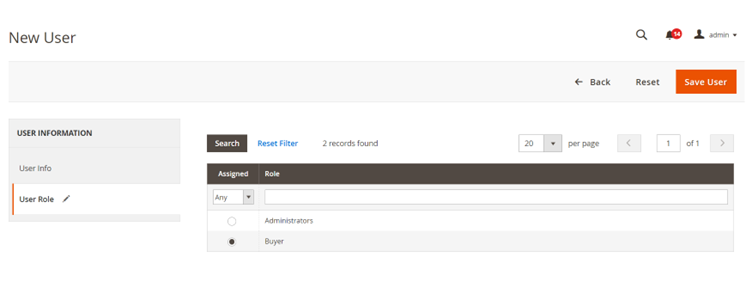 New User
14
admin
Back
Reset
Save User
USER INFORMATION
User Info
User Role
Search Reset Filter 2 records found 20 per page 1 of 1
Assigned Role
Any
Administrators
Buyer